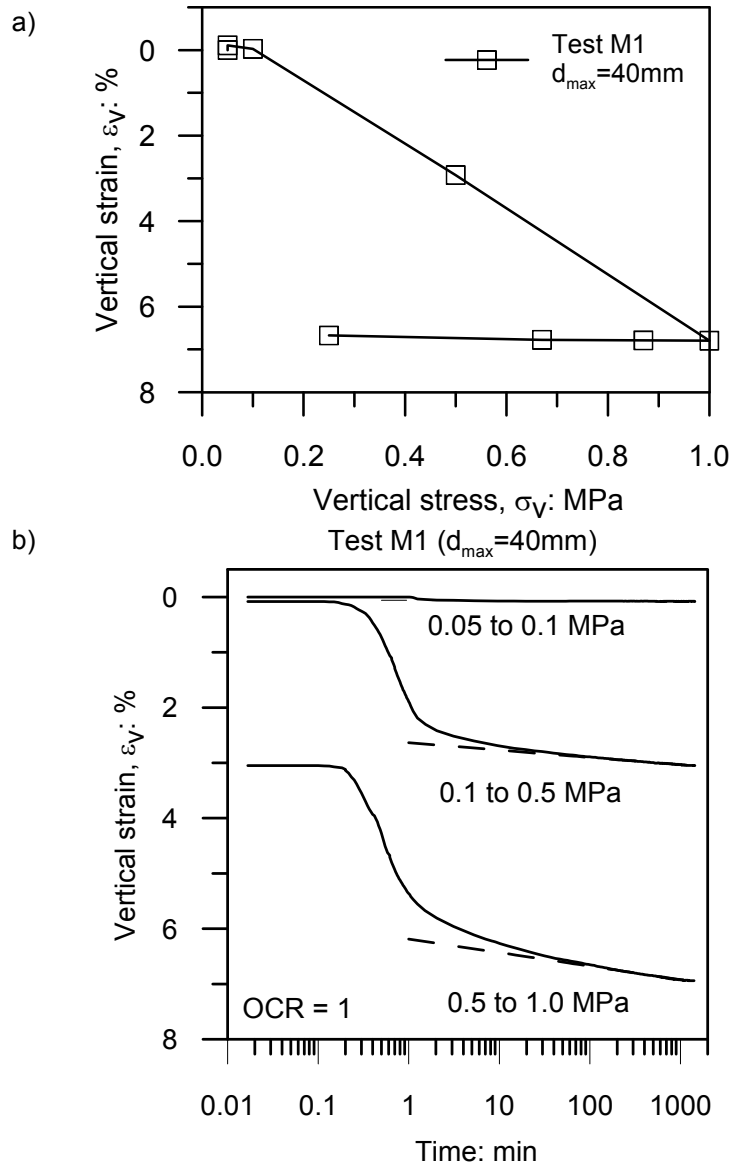 a)
0
2
4
6
8
Vertical strain, εv: %
Test M1
dmax=40mm
0.0 0.2 0.4 0.6 0.8 1.0
Vertical stress, σv: MPa
b)
Test M1 (dmax=40mm)
0
2
4
6
8
Vertical strain, εv: %
0.05 to 0.1 MPa
0.1 to 0.5 MPa
0.5 to 1.0 MPa
OCR = 1
0.01 0.1 1 10 100 1000
Time: min